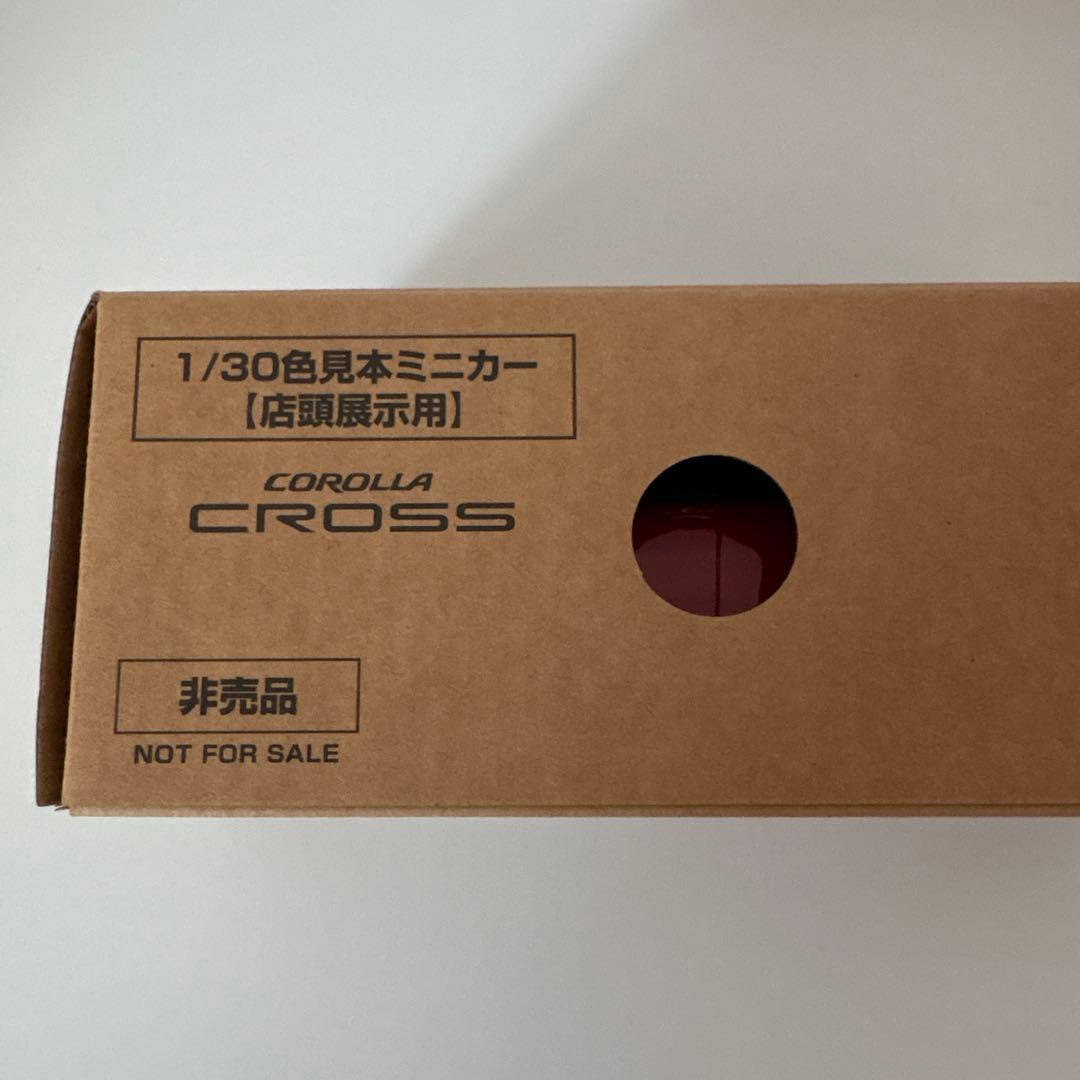 1/30色見本ミニカー
【店頭展示用】
COROLLA
CROSS
非売品
NOT FOR SALE